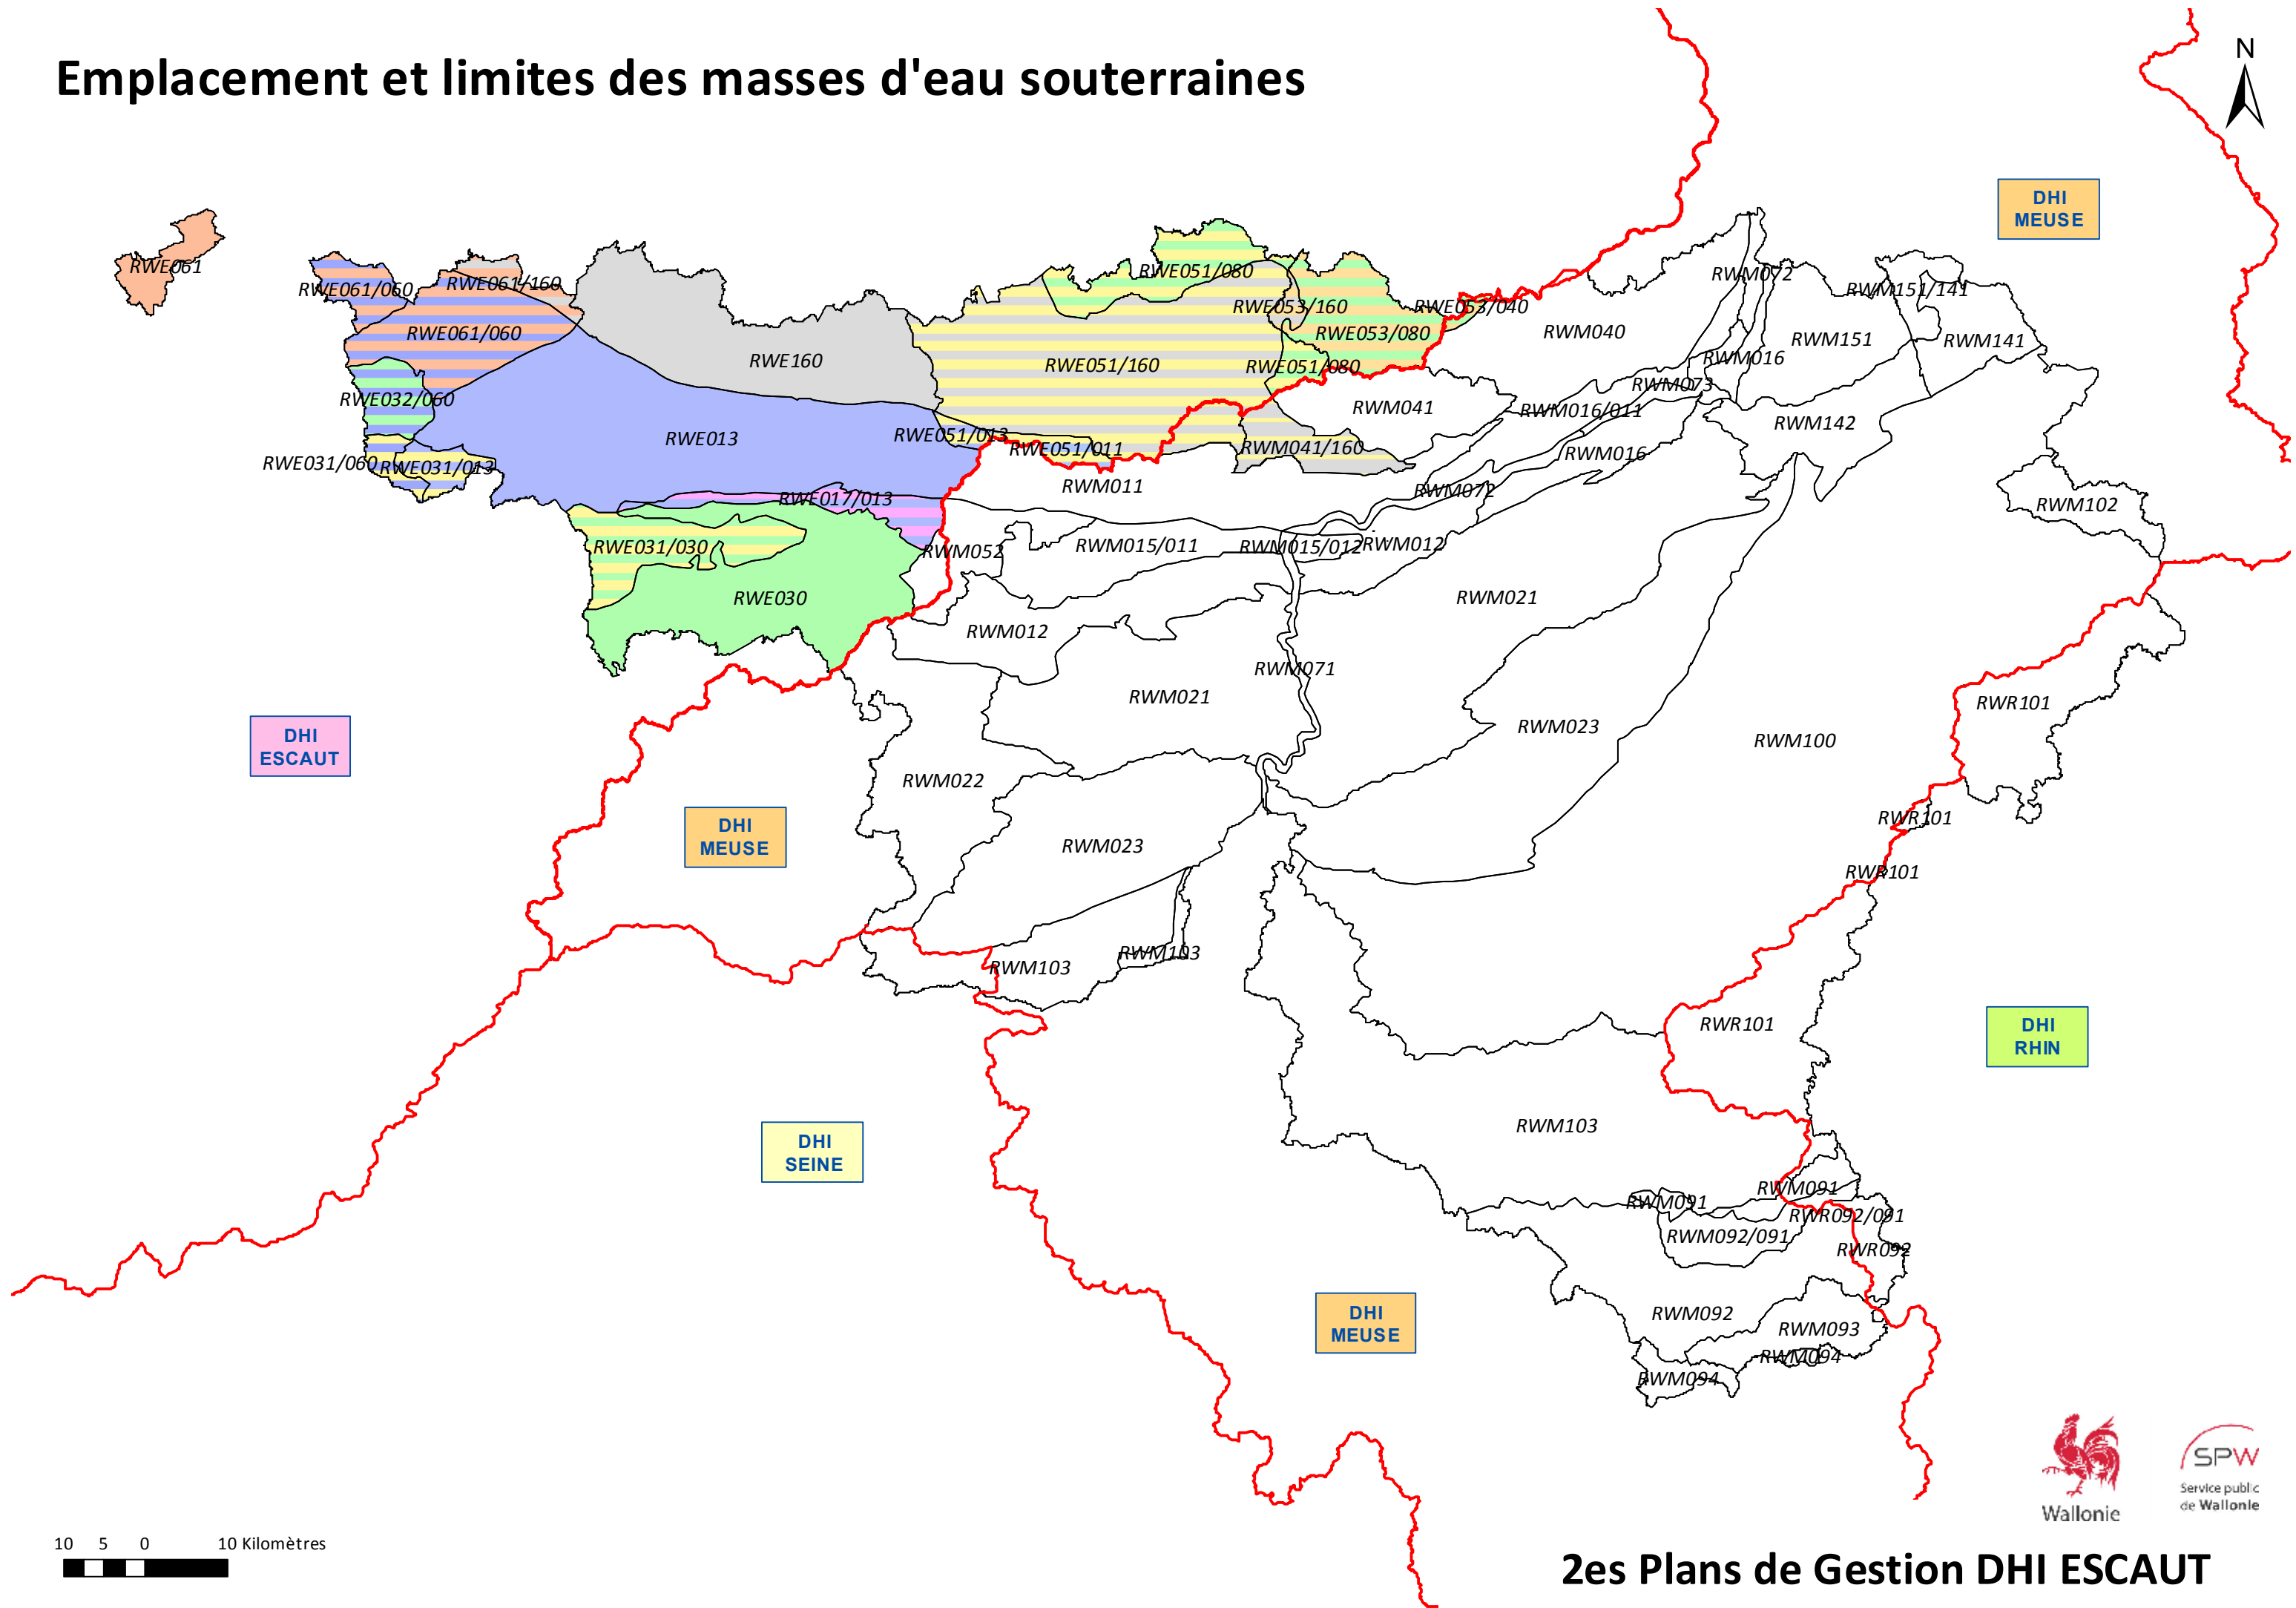 Emplacement et limites des masses d'eau souterraines
N
DHI
MEUSE
RWE061
RWE061/060
RWE061/160
RWE051/080
RWM072
RWM151/141
RWE061/060
RWE053/160
RWE053/040
RWE053/080
RWM040
RWM151
RWM141
RWE160
RWE051/160
RWE051/080
RWM016
RWM073
RWE032/060
RWM041
RWM016/011
RWM142
RWE013
RWE051/013
RWE051/011
RWM041/160
RWM016
RWE031/060
RWE031/013
RWM011
RWM072
RWE017/013
RWM102
RWE031/030
RWM052
RWM015/011
RWM015/012
RWM012
RWE030
RWM021
RWM012
RWM071
RWM021
RWR101
RWM023
RWM100
DHI
ESCAUT
RWM022
RWR101
DHI
MEUSE
RWM023
RWR101
RWM103
RWM103
RWR101
DHI
RHIN
RWM103
DHI
SEINE
RWM091
RWM091
RWR092/091
RWM092/091
RWR092
DHI
MEUSE
RWM092
RWM093
RWM094
RWM094
Wallonie
SPW
Service public
de Wallonie
10 5 0 10 Kilomètres
2es Plans de Gestion DHI ESCAUT